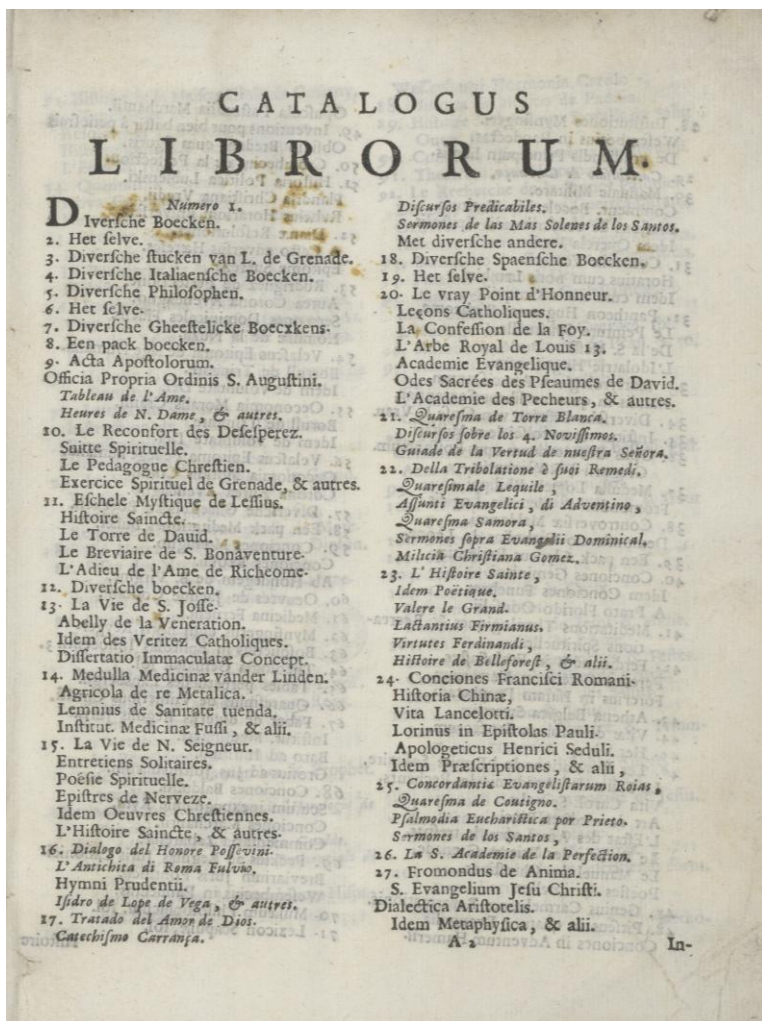 CATALOGUS
LIBRORUM.
Numero 1.
DIverſche Boecken.
2. Het ſelve.
3. Diverſche ſtucken van L. de Grenade.
4. Diverſche Italiaenſche Boecken.
5. Diverſche Philoſophen.
6. Het ſelve.
7. Diverſche Gheeſtelicke Boecxkens.
8. Een pack boecken.
9. Acta Apoſtolorum.
Officia Propria Ordinis S. Auguſtini.
Tableau de l'Ame.
Heures de N. Dame, & autres.
10. Le Reconfort des Deſeſperez.
Suitte Spirituelle.
Le Pedagogue Chreſtien.
Exercice Spirituel de Grenade, & autres.
11. Eſchele Myſtique de Leſſius.
Hiſtoire Saincte.
Le Torre de Dauid.
Le Breviaire de S. Bonaventure.
L'Adieu de l'Ame de Richeome.
12. Diverſche boecken.
13. La Vie de S. Joſſe.
Abelly de la Veneration.
Idem des Veritez Catholiques.
Diſſertatio Immaculatæ Concept.
14. Medulla Medicinæ vander Linden.
Agricola de re Metalica.
Lemnius de Sanitate tuenda.
Inſtitut. Medicinæ Fuſſi, & alii.
15. La Vie de N. Seigneur.
Entretiens Solitaires.
Poëſie Spirituelle.
Epiſtres de Nerveze.
Idem Oeuvres Chreſtiennes.
L'Hiſtoire Saincte, & autres.
16. Dialogo del Honore Poſſevini.
L'Antichita di Roma Fulvio.
Hymni Prudentii.
Iſidro de Lope de Vega, & autres.
17. Tratado del Amor de Dios.
Catechiſmo Carrança.
Diſcurſos Predicabiles.
Sermones de las Mas Solenes de los Santos.
Met diverſche andere.
18. Diverſche Spaenſche Boecken.
19. Het ſelve.
20. Le vray Point d'Honneur.
Leçons Catholiques.
La Confeſſion de la Foy.
L'Arbe Royal de Louis 13.
Academie Evangelique.
Odes Sacrées des Pſeaumes de David.
L'Academie des Pecheurs, & autres.
21. Quareſma de Torre Blanca.
Diſcurſos ſobre los 4. Noviſſimos.
Guiade de la Vertud de nueſtra Señora.
22. Della Tribolatione è ſuoi Remedi.
Quareſimale Lequile,
Aſſunti Evangelici, di Adventino,
Quareſma Samora,
Sermones ſopra Evangelii Dominical.
Milicia Chriſtiana Gomez.
23. L'Hiſtoire Sainte,
Idem Poëtique.
Valere le Grand.
Lactantius Firmianus.
Virtutes Ferdinandi,
Hiſtoire de Belleforeſt, & alii.
24. Conciones Franciſci Romani.
Hiſtoria Chinæ,
Vita Lancelotti.
Lorinus in Epiſtolas Pauli.
Apologeticus Henrici Seduli.
Idem Præſcriptiones, & alii,
25. Concordantiæ Evangeliſtarum Roias,
Quareſma de Coutigno.
Pſalmodia Euchariſtica por Prieto.
Sermones de los Santos,
26. La S. Academie de la Perfection.
27. Fromondus de Anima.
S. Evangelium Jeſu Chriſti.
Dialectica Ariſtotelis.
Idem Metaphyſica, & alii.
A 2
In-